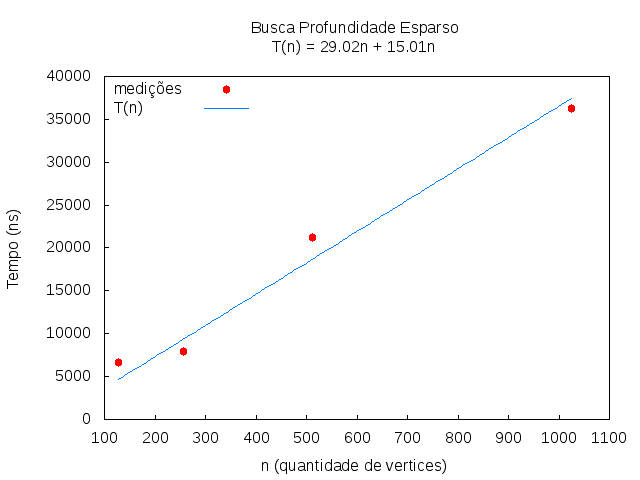 Busca Profundidade Esparso
T(n) = 29.02n + 15.01n
40000
35000
30000
25000
20000
15000
10000
5000
0
Tempo (ns)
medições
T(n)
100 200 300 400 500 600 700 800 900 1000 1100
n (quantidade de vertices)